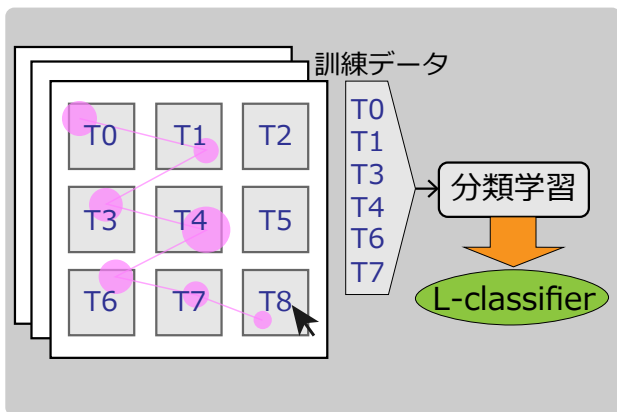 訓練データ
T0 T1 T2
T3 T4 T5
T6 T7 T8
T0
T1
T3
T4
T6
T7
分類学習
L-classifier